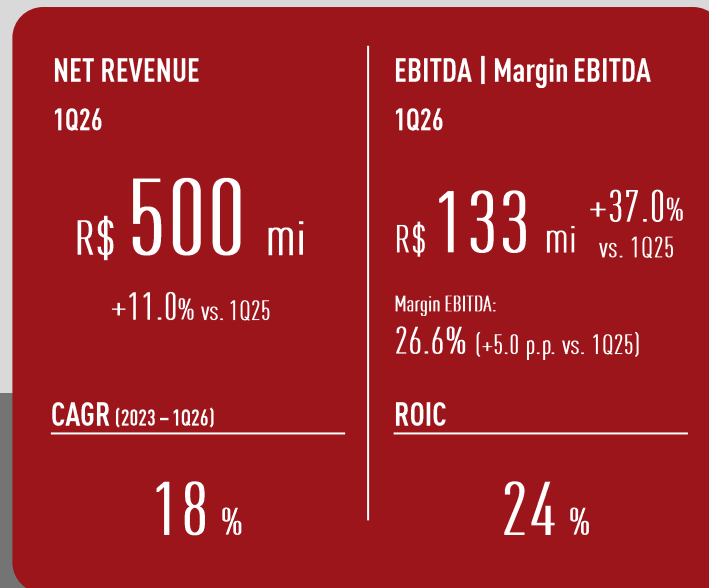 NET REVENUE
1Q26
R$ 500 mi
+11.0% vs. 1Q25
CAGR (2023 – 1Q26)
18 %
EBITDA | Margin EBITDA
1Q26
R$ 133 mi
+37.0%
vs. 1Q25
Margin EBITDA:
26.6% (+5.0 p.p. vs. 1Q25)
ROIC
24 %